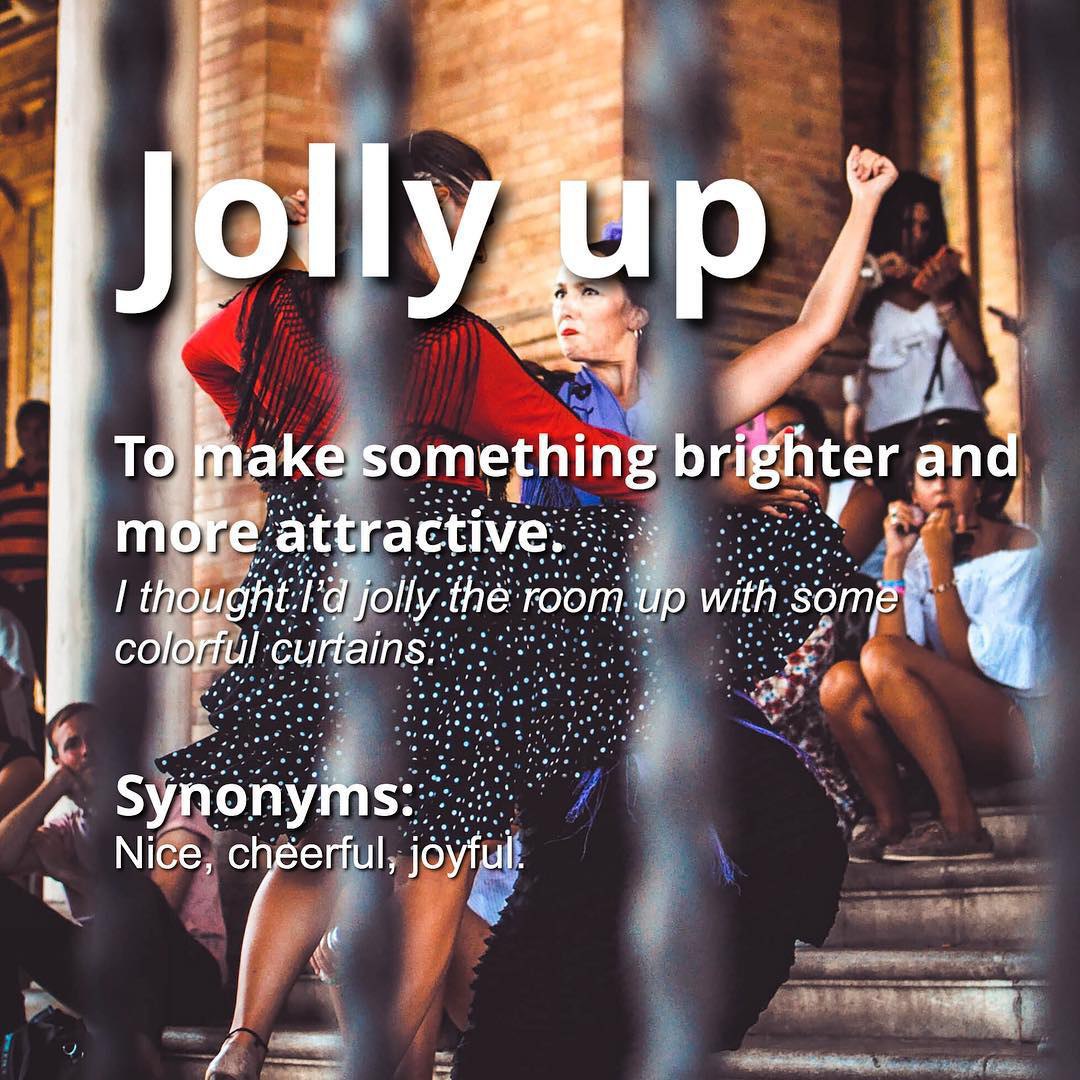 Jolly up
To make something brighter and
more attractive.
I thought I'd jolly the room up with some
colorful curtains.
Synonyms:
Nice, cheerful, joyful.